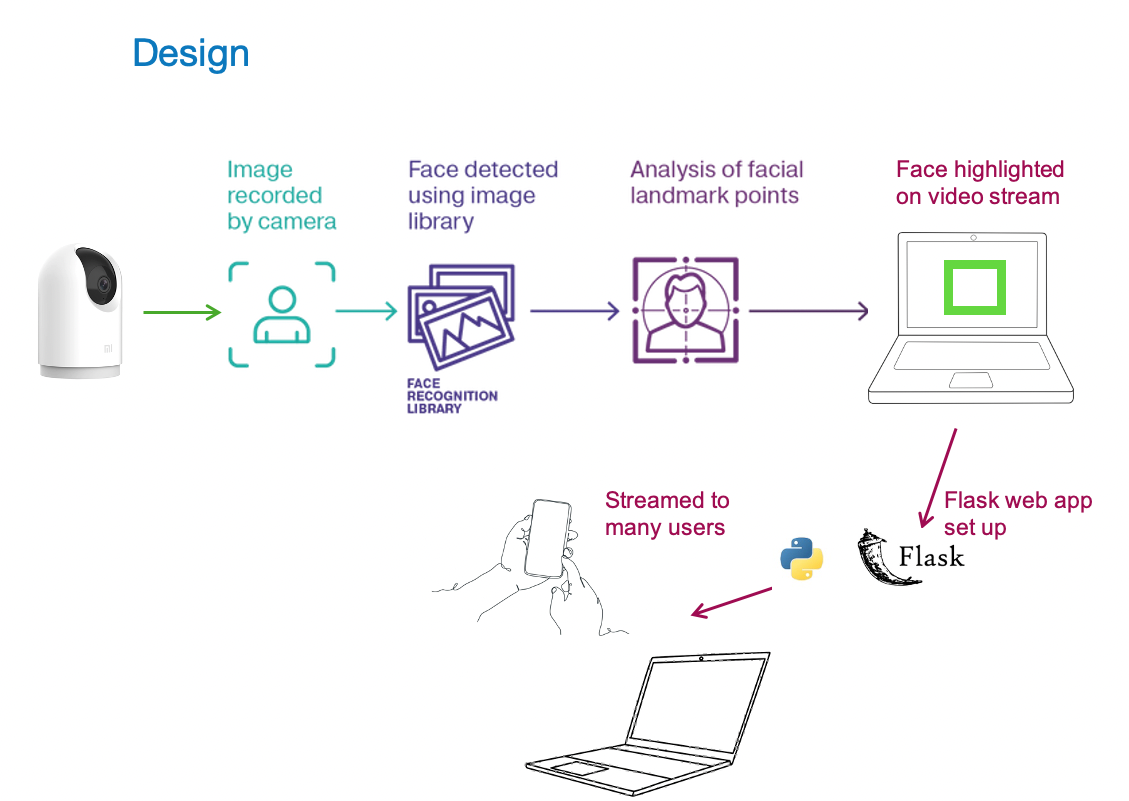 Design
Image
recorded
by camera
Face detected
using image
library
Analysis of facial
landmark points
Face highlighted
on video stream
mi
FACE
RECOGNITION
LIBRARY
Streamed to
many users
Flask web app
set up
Flask